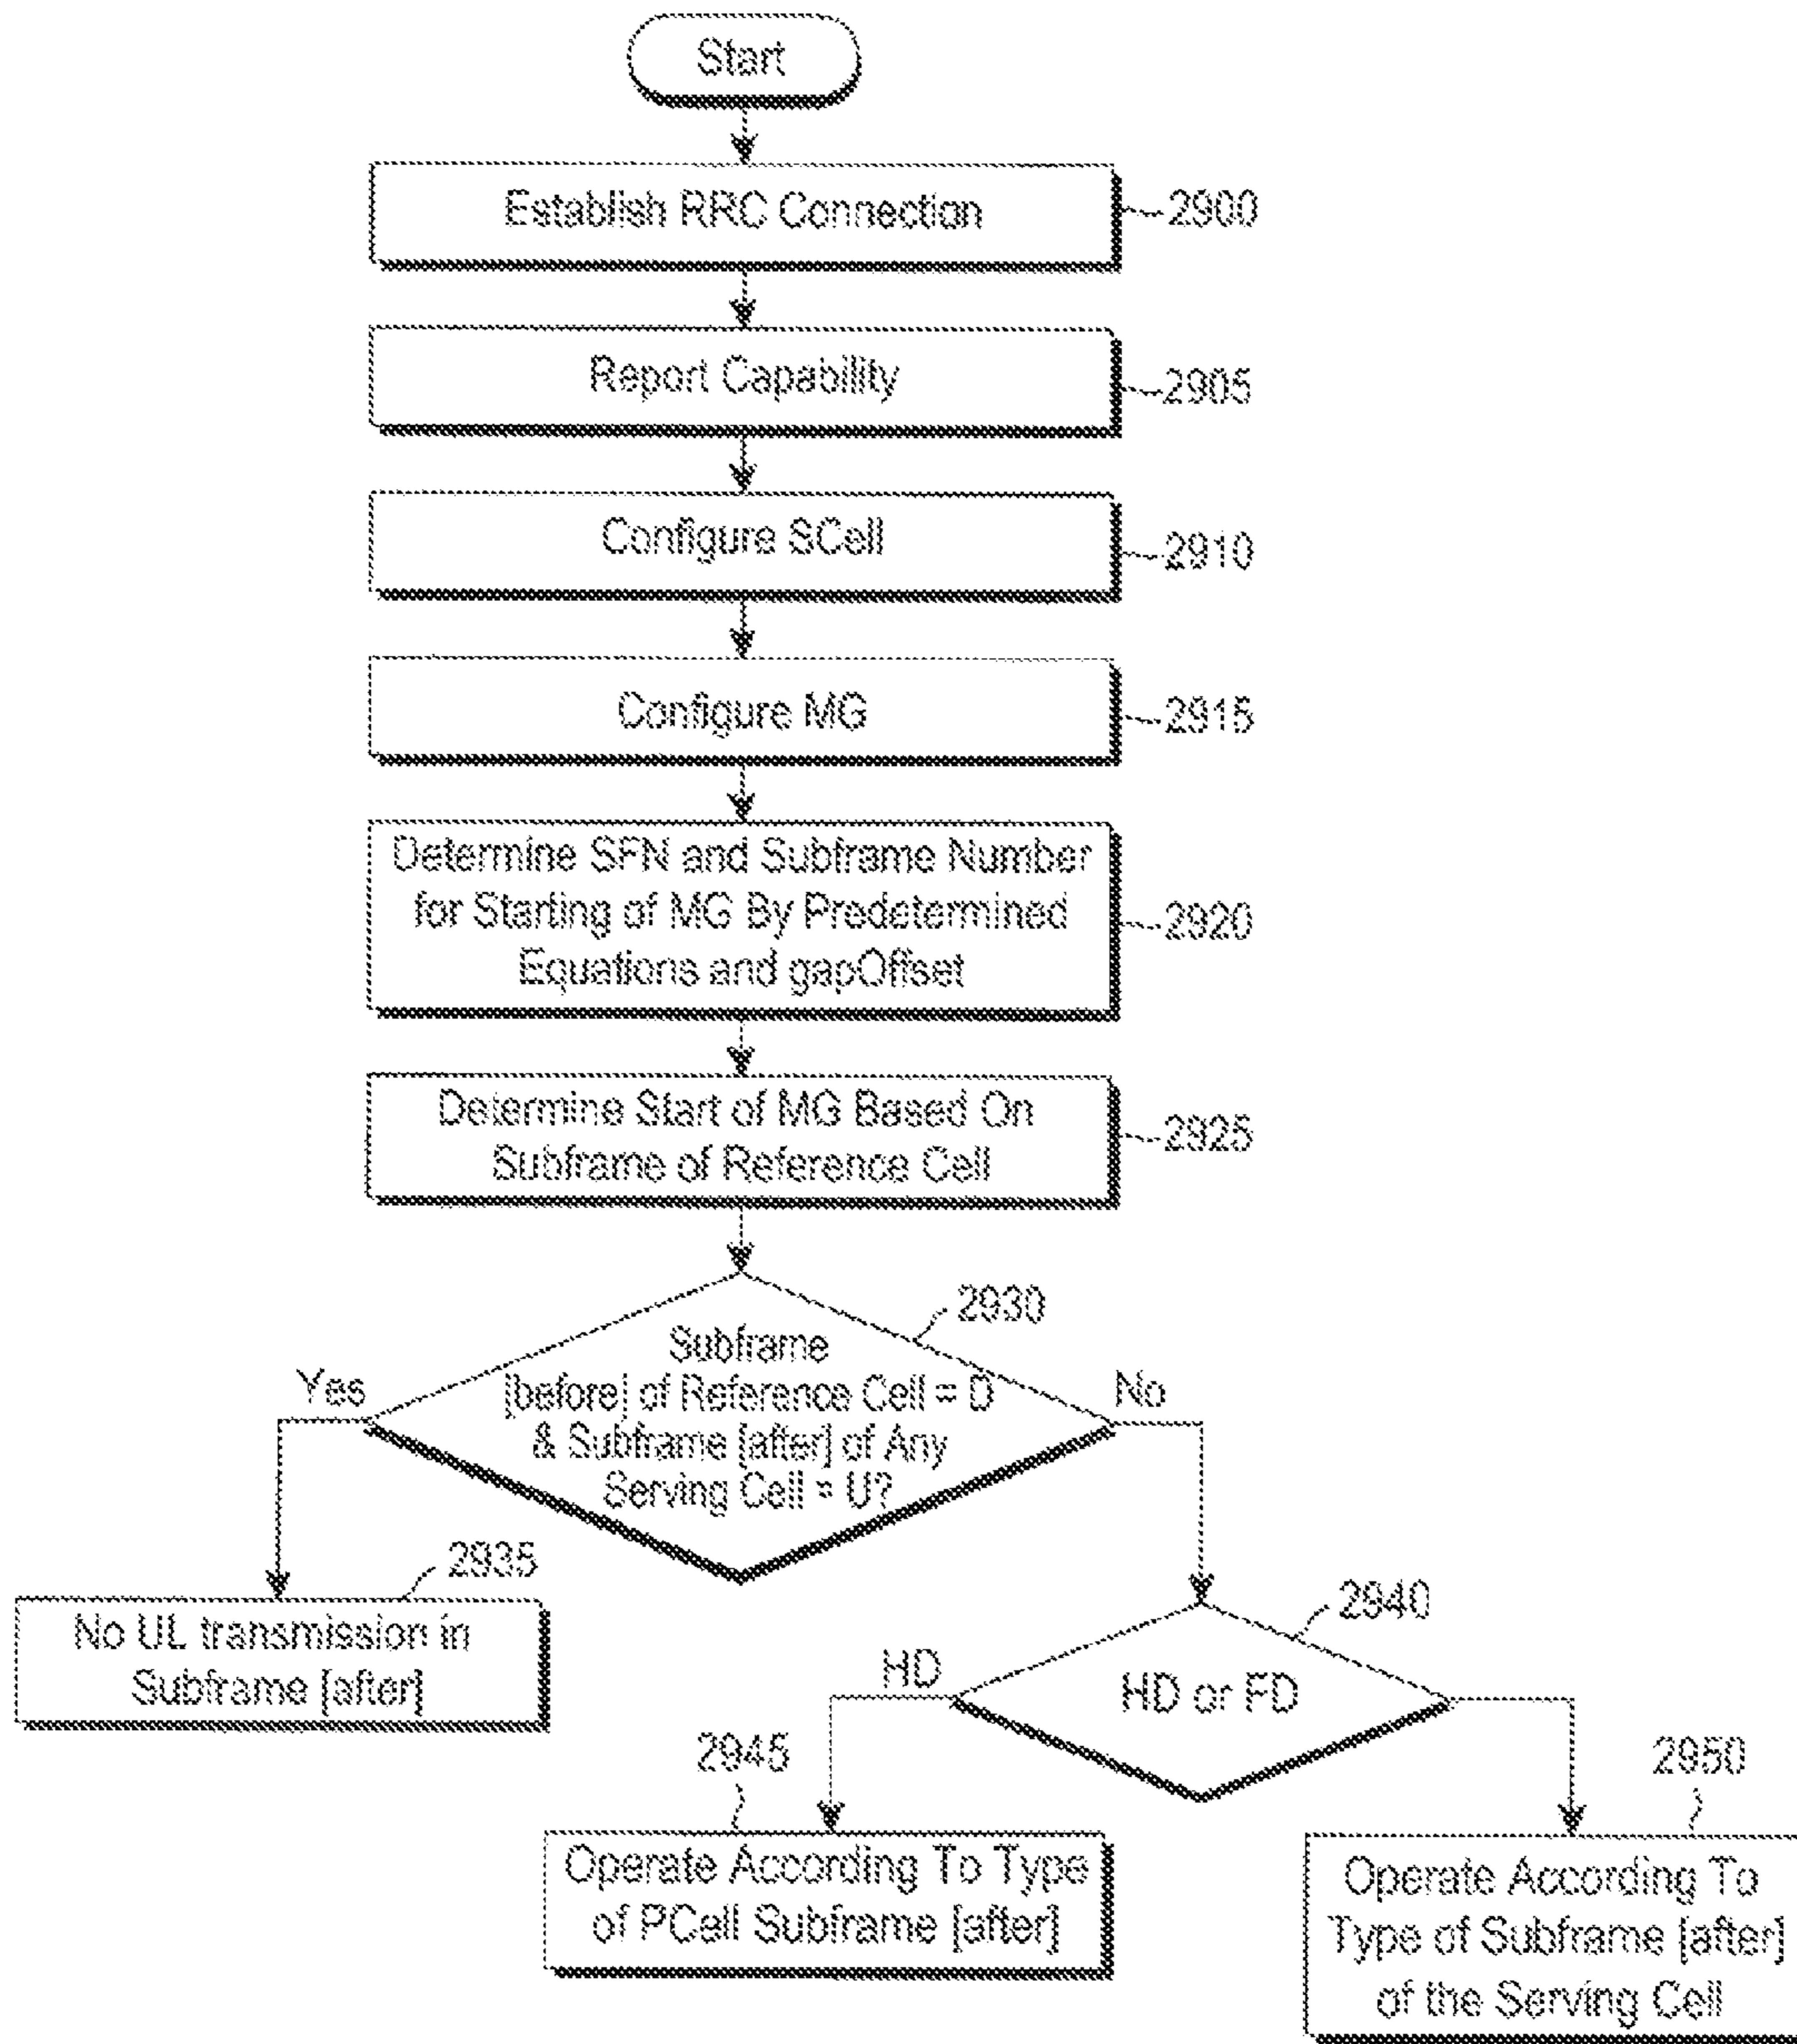 Start
Establish RRC Connection
2900
Report Capability
2905
Configure SCell
2910
Configure MG
2915
Determine SFN and Subframe Number
for Starting of MG By Predetermined
Equations and gapOffset
2920
Determine Start of MG Based On
Subframe of Reference Cell
2925
2930
Subframe
[before] of Reference Cell = D
& Subframe [after] of Any
Serving Cell = U?
Yes
No
2935
No UL transmission in
Subframe [after]
2940
HD or FD
HD
2945
Operate According To Type
of PCell Subframe [after]
2950
Operate According To
Type of Subframe [after]
of the Serving Cell